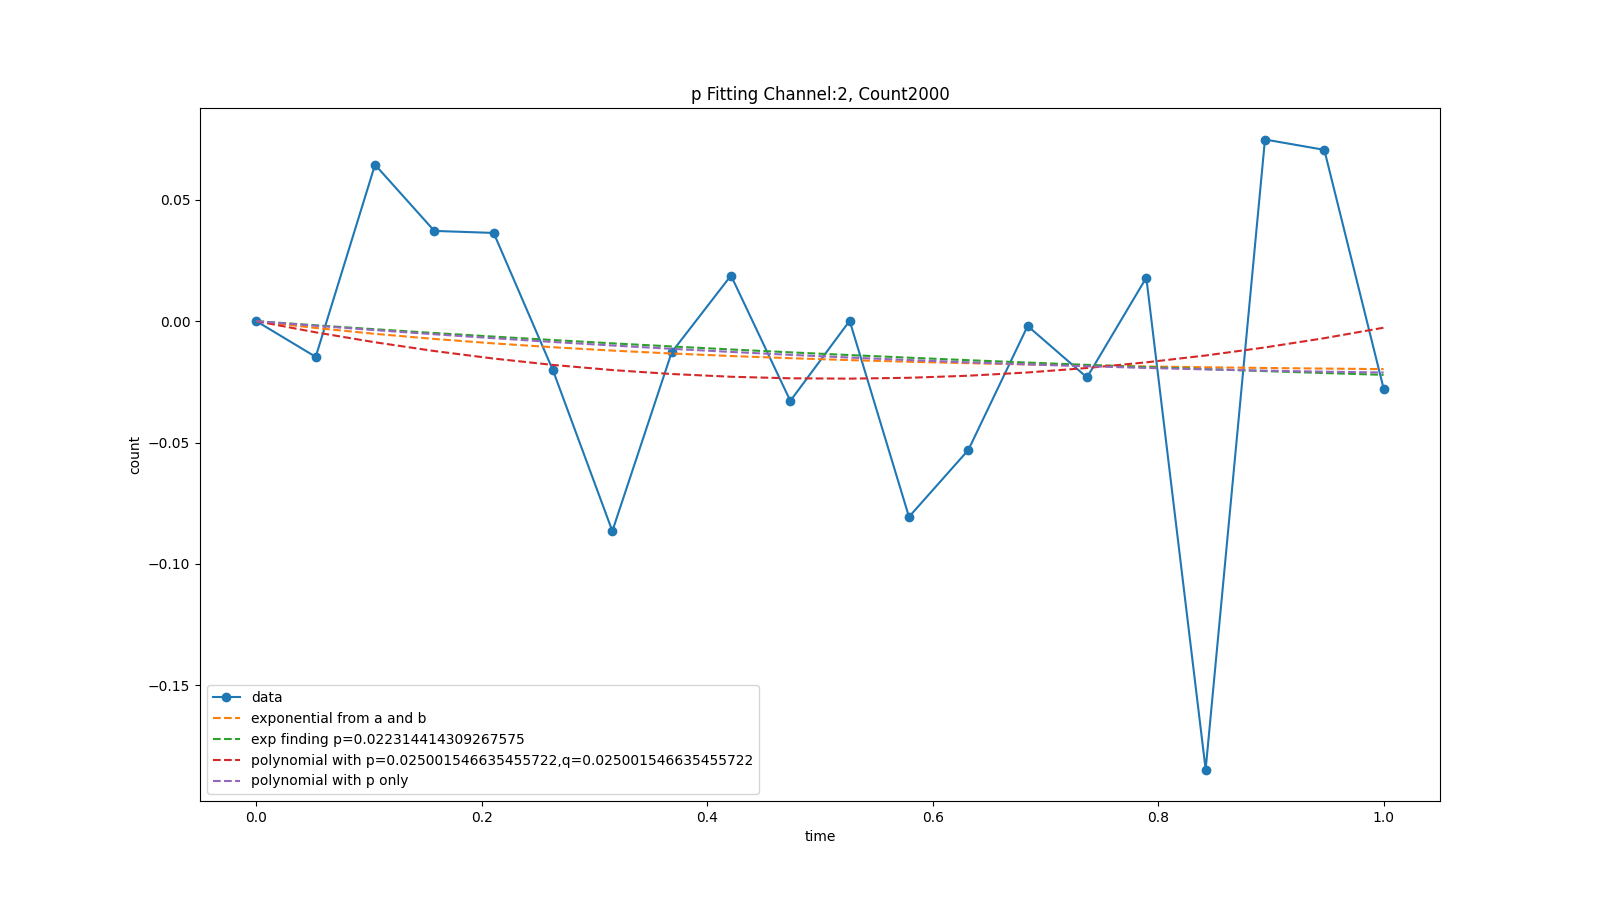 p Fitting Channel:2, Count2000
0.05
0.00
−0.05
−0.10
−0.15
count
data
exponential from a and b
exp finding p=0.022314414309267575
polynomial with p=0.025001546635455722,q=0.025001546635455722
polynomial with p only
0.0 0.2 0.4 0.6 0.8 1.0
time